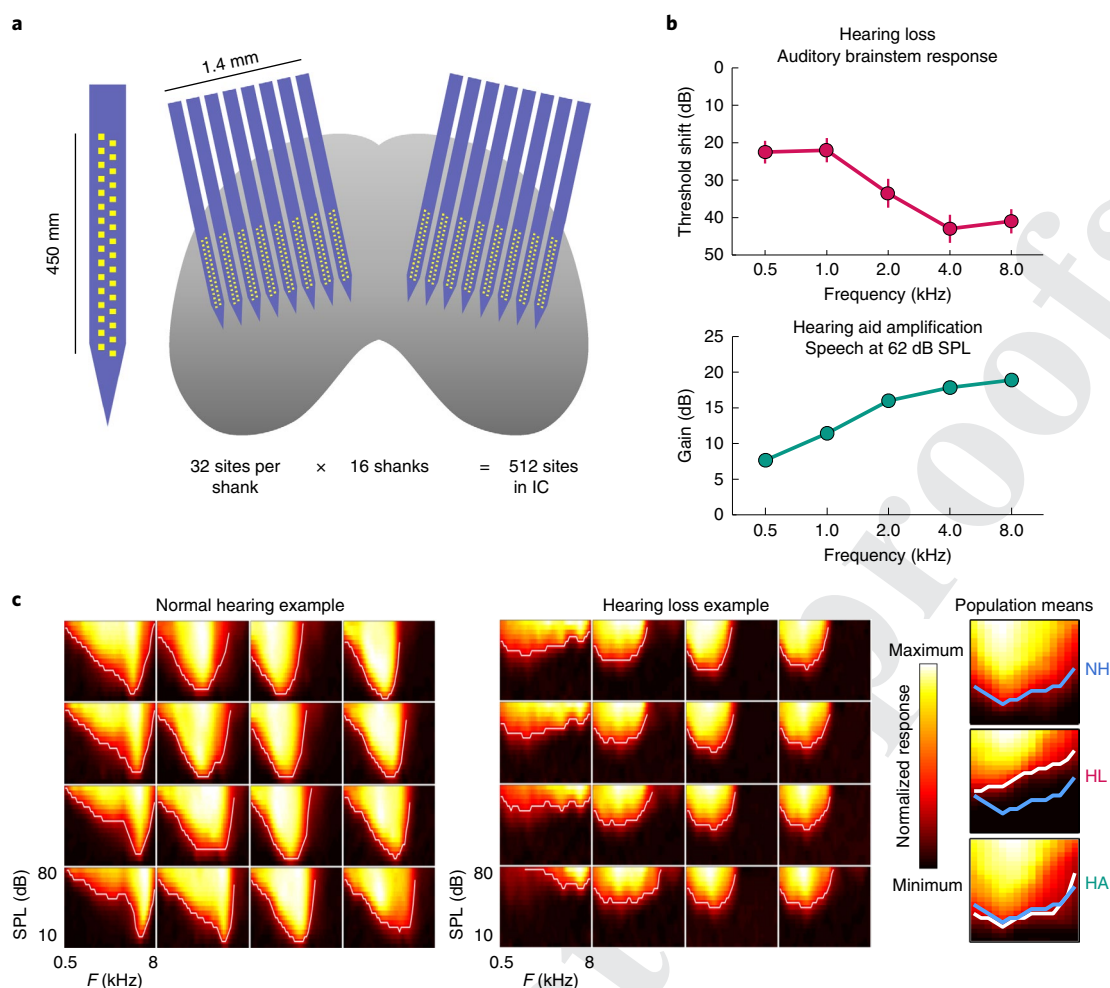 a
1.4 mm
450 mm
32 sites per shank × 16 shanks = 512 sites in IC
b
Hearing loss
Auditory brainstem response
Threshold shift (dB)
0
10
20
30
40
50
0.5 1.0 2.0 4.0 8.0
Frequency (kHz)
Hearing aid amplification
Speech at 62 dB SPL
Gain (dB)
25
20
15
10
5
0
0.5 1.0 2.0 4.0 8.0
Frequency (kHz)
c
Normal hearing example
SPL (dB)
80
10
0.5 8
F (kHz)
Hearing loss example
SPL (dB)
80
10
0.5 8
F (kHz)
Maximum
Normalized response
Minimum
Population means
NH
HL
HA
proofs